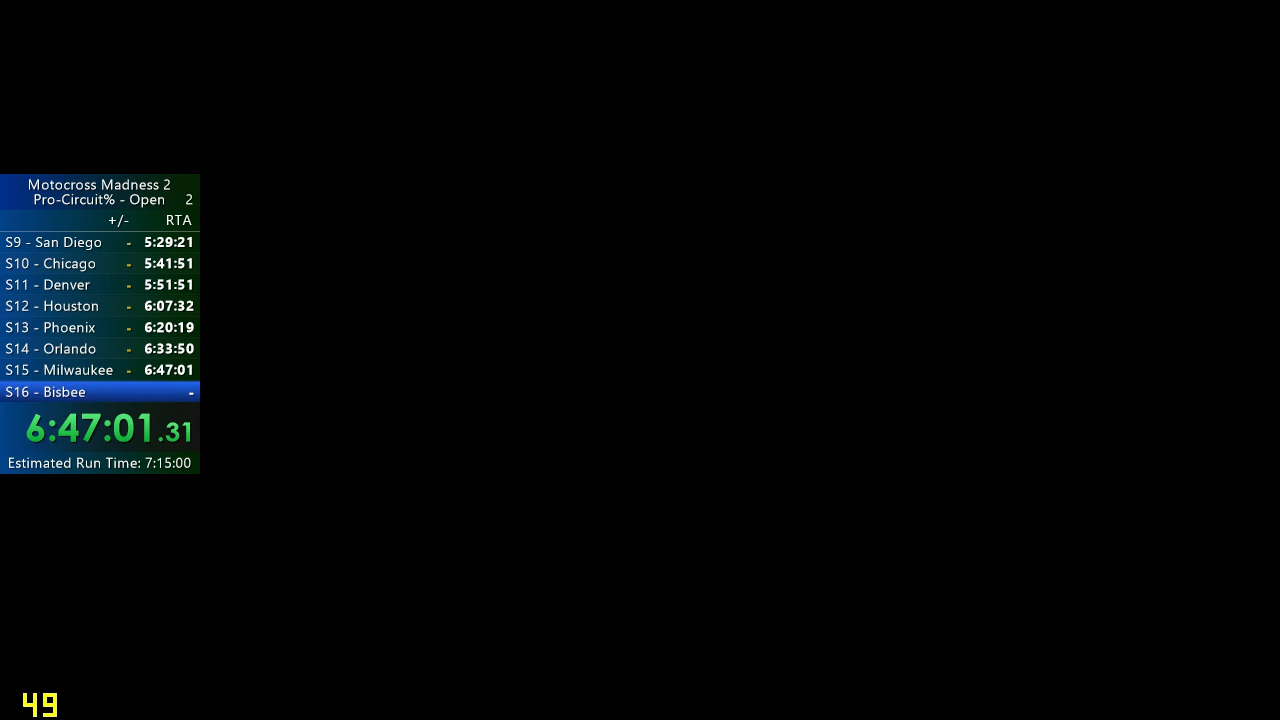 Motocross Madness 2
Pro-Circuit% - Open 2
+/- RTA
S9 - San Diego - 5:29:21
S10 - Chicago - 5:41:51
S11 - Denver - 5:51:51
S12 - Houston - 6:07:32
S13 - Phoenix - 6:20:19
S14 - Orlando - 6:33:50
S15 - Milwaukee - 6:47:01
S16 - Bisbee -
6:47:01.31
Estimated Run Time: 7:15:00
49